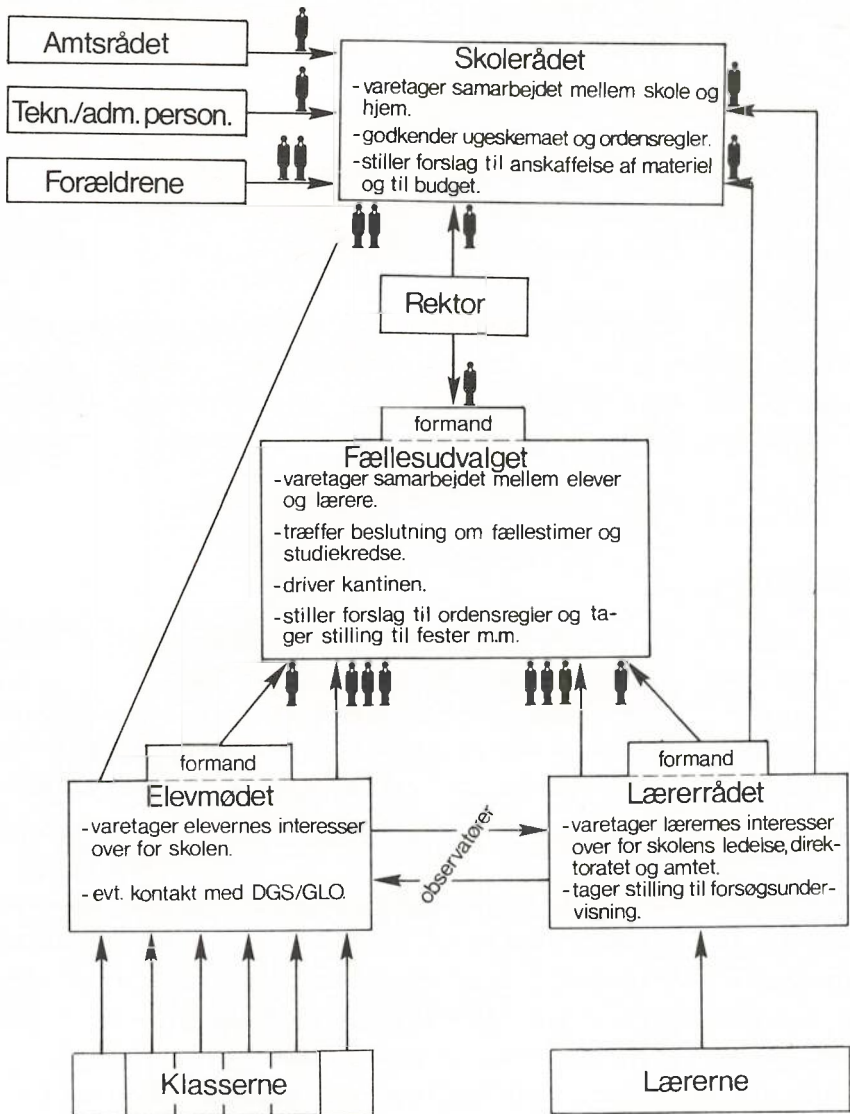 Amtsrådet
Tekn./adm. person.
Forældrene
Skolerådet
- varetager samarbejdet mellem skole og
hjem.
- godkender ugeskemaet og ordensregler.
- stiller forslag til anskaffelse af materiel
og til budget.
Rektor
formand
Fællesudvalget
- varetager samarbejdet mellem elever
og lærere.
- træffer beslutning om fællestimer og
studiekredse.
- driver kantinen.
- stiller forslag til ordensregler og ta-
ger stilling til fester m.m.
formand
Elevmødet
- varetager elevernes interesser
over for skolen.
- evt. kontakt med DGS/GLO.
observatører
formand
Lærerrådet
- varetager lærernes interesser
over for skolens ledelse, direk-
toratet og amtet.
- tager stilling til forsøgsunder-
visning.
Klasserne
Lærerne